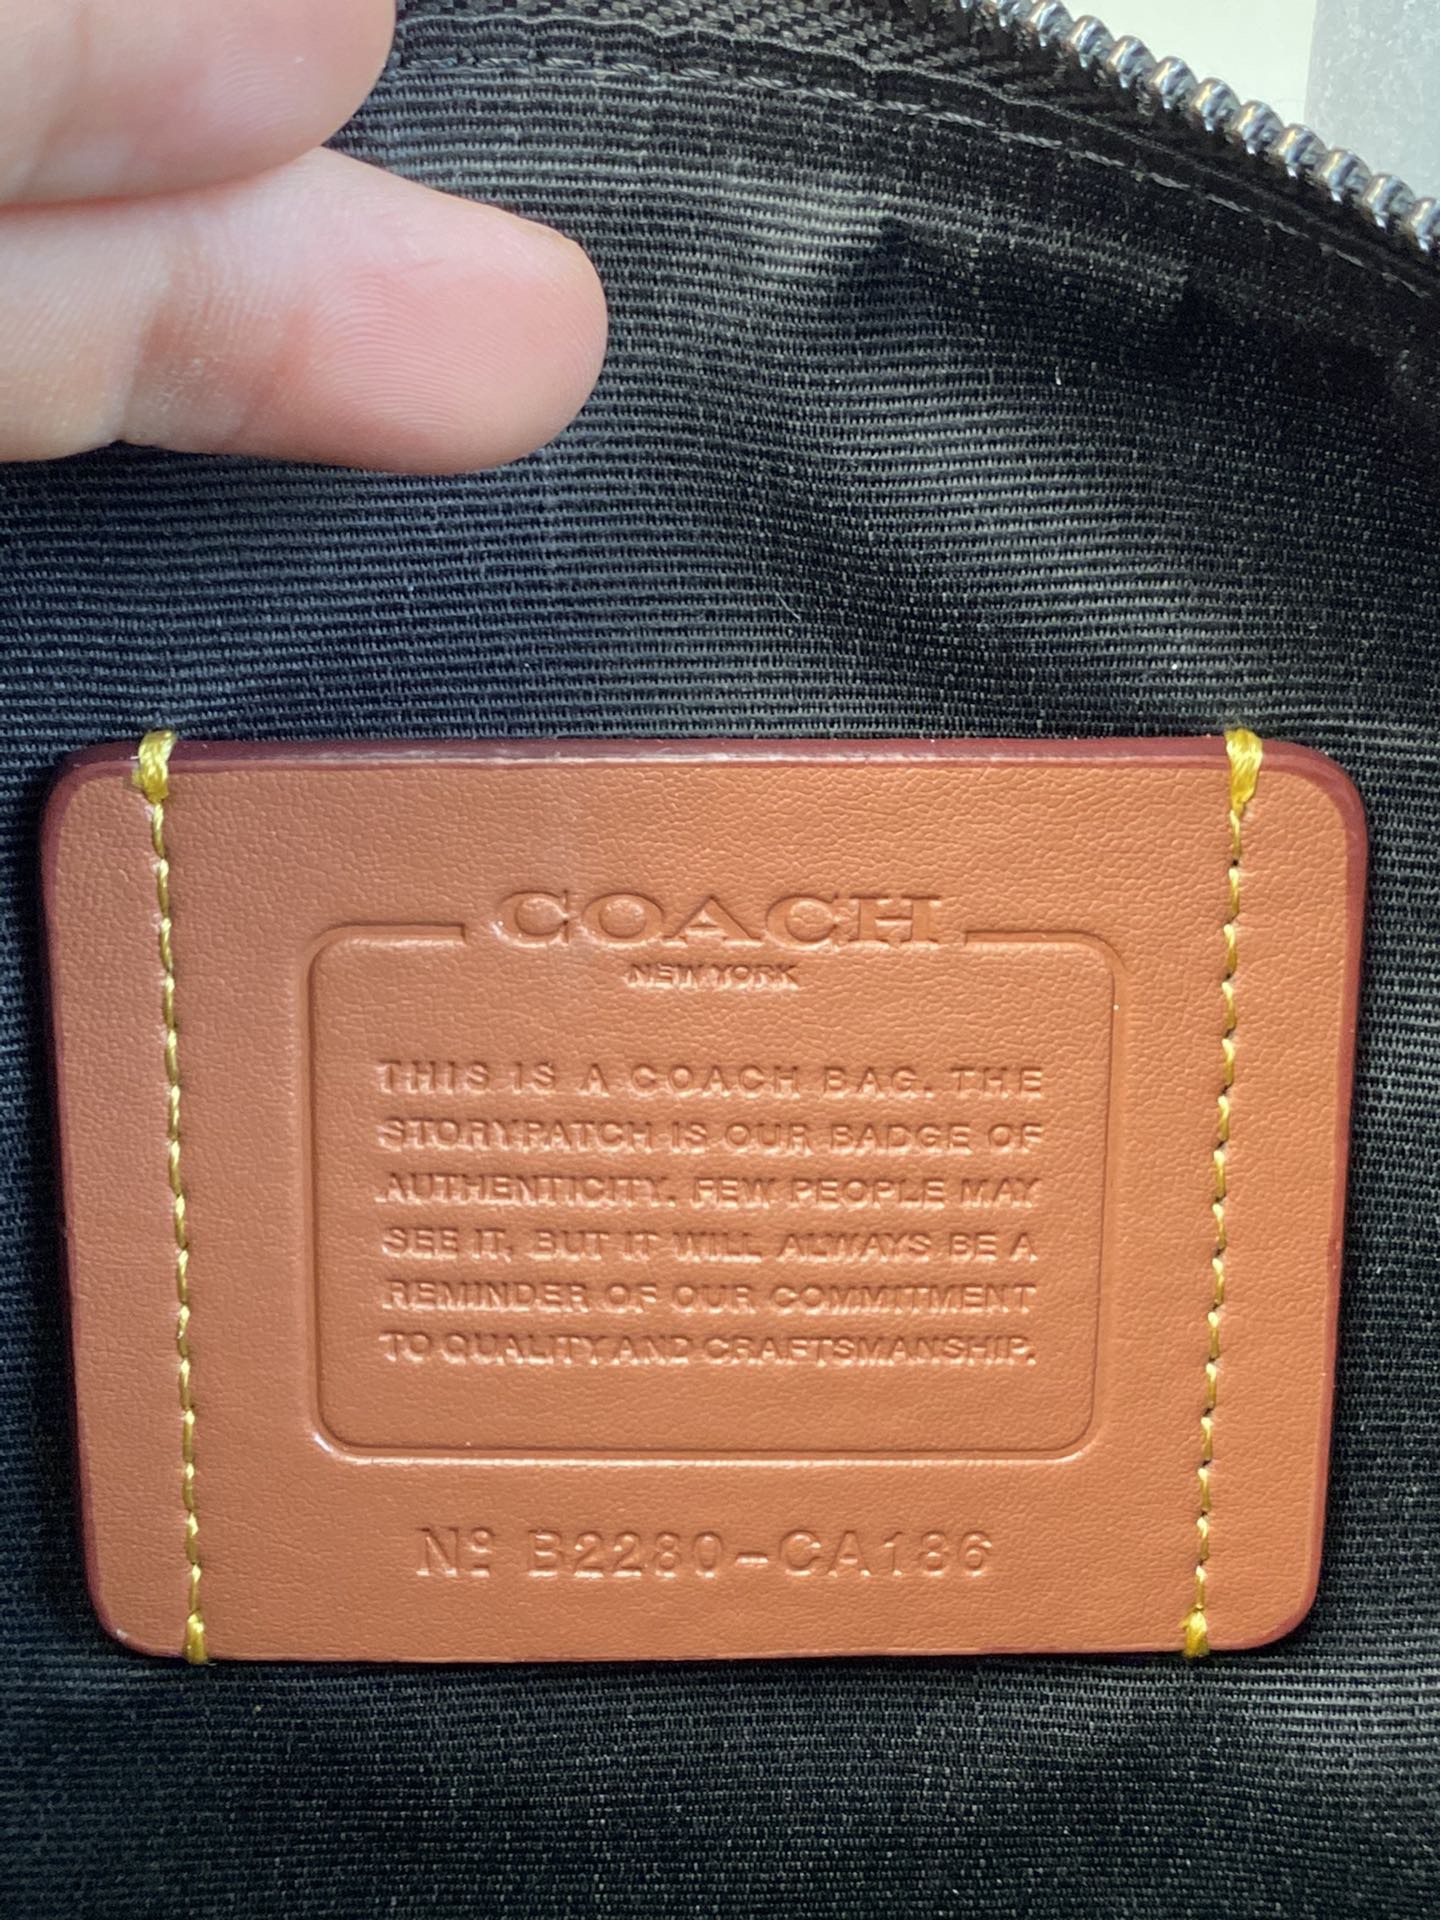 COACH
NEW YORK
THIS IS A COACH BAG. THE
STORYPATCH IS OUR BADGE OF
AUTHENTICITY. FEW PEOPLE MAY
SEE IT, BUT IT WILL ALWAYS BE A
REMINDER OF OUR COMMITMENT
TO QUALITY AND CRAFTSMANSHIP.
Nº B2280-CA186